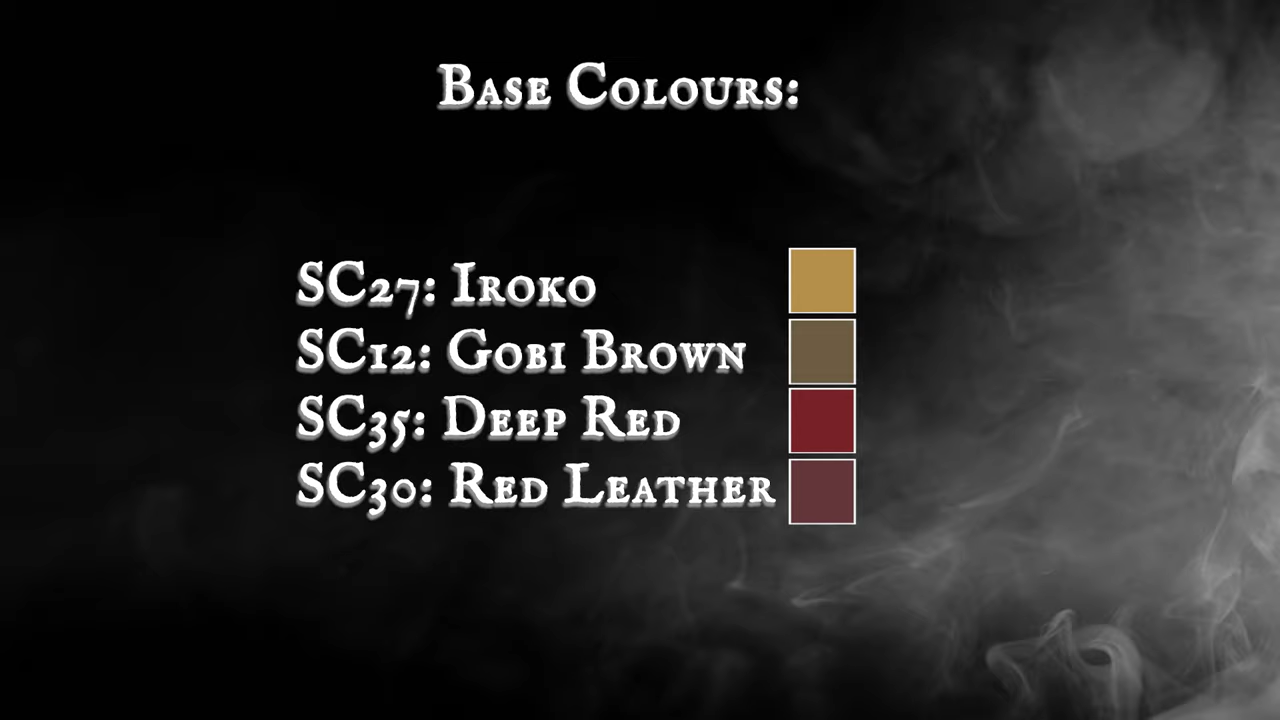 Base Colours:
SC27: Iroko
SC12: Gobi Brown
SC35: Deep Red
SC30: Red Leather